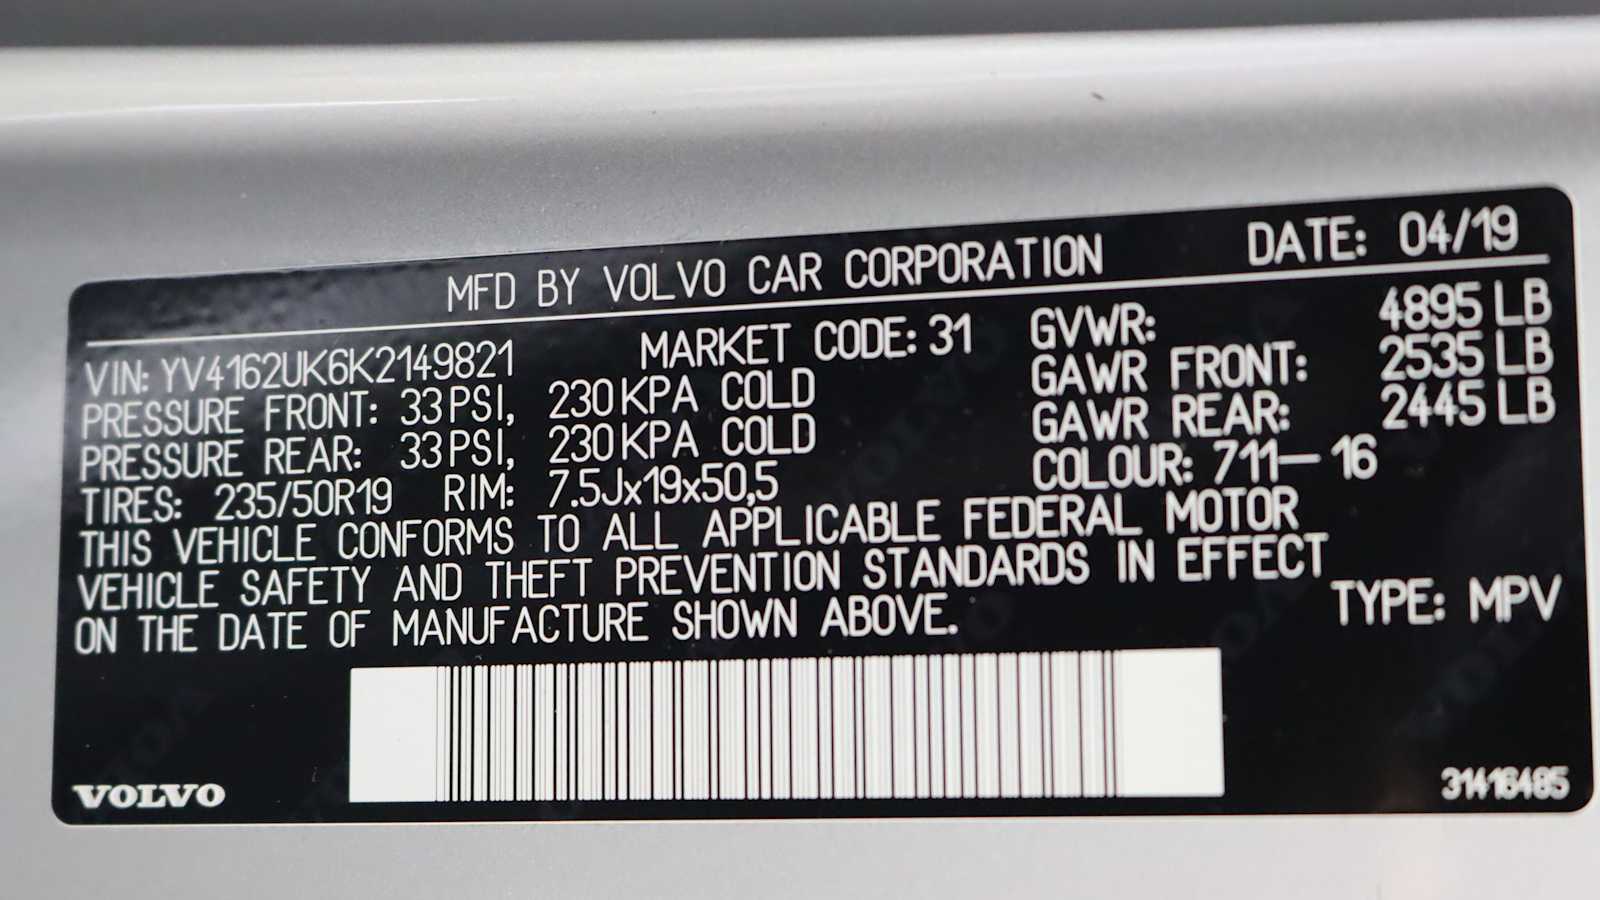 MFD BY VOLVO CAR CORPORATION DATE: 04/19
VIN: YV4162UK6K2149821 MARKET CODE: 31 GVWR: 4895 LB
PRESSURE FRONT: 33 PSI, 230 KPA COLD GAWR FRONT: 2535 LB
PRESSURE REAR: 33 PSI, 230 KPA COLD GAWR REAR: 2445 LB
TIRES: 235/50R19 RIM: 7.5Jx19x50,5 COLOUR: 711-16
THIS VEHICLE CONFORMS TO ALL APPLICABLE FEDERAL MOTOR
VEHICLE SAFETY AND THEFT PREVENTION STANDARDS IN EFFECT
ON THE DATE OF MANUFACTURE SHOWN ABOVE. TYPE: MPV
VOLVO 31416485